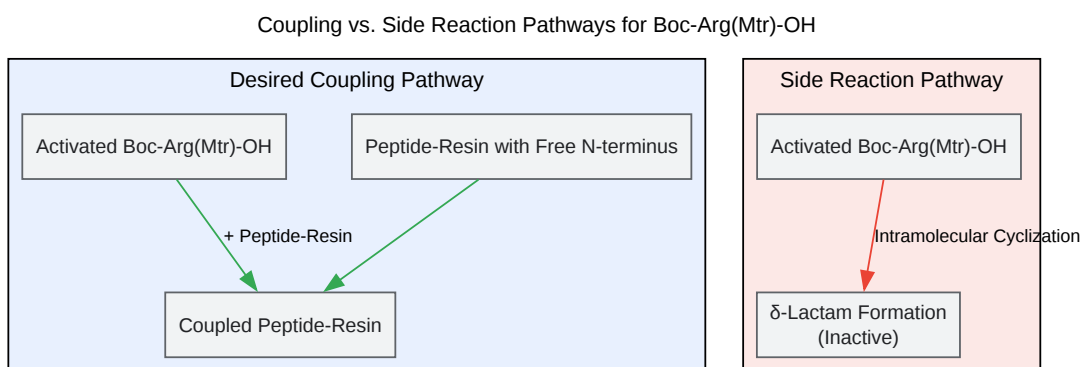 Coupling vs. Side Reaction Pathways for Boc-Arg(Mtr)-OH
Desired Coupling Pathway
Activated Boc-Arg(Mtr)-OH
Peptide-Resin with Free N-terminus
+ Peptide-Resin
Coupled Peptide-Resin
Side Reaction Pathway
Activated Boc-Arg(Mtr)-OH
Intramolecular Cyclization
δ-Lactam Formation
(Inactive)